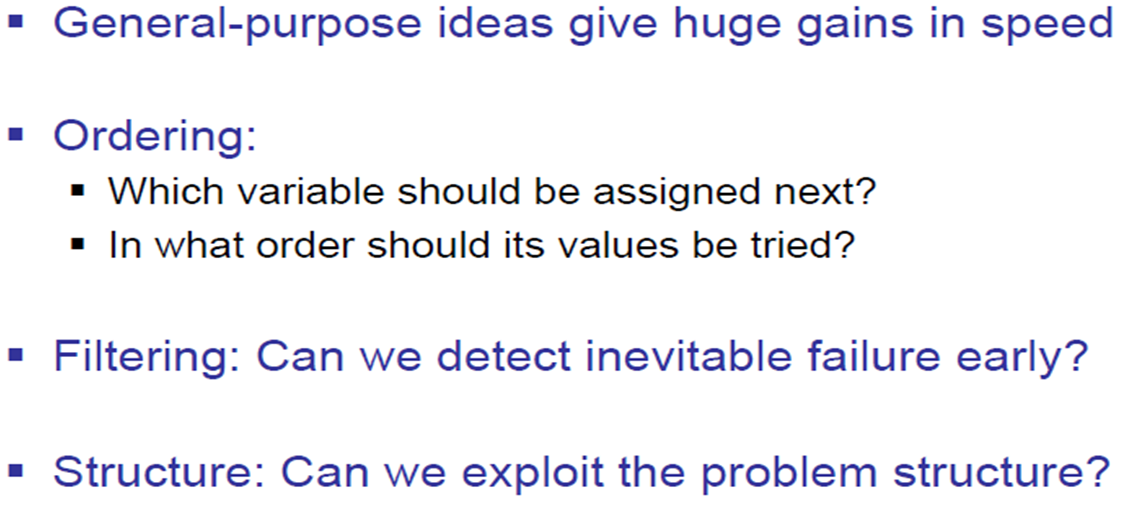 ▪ General-purpose ideas give huge gains in speed
▪ Ordering:
▪ Which variable should be assigned next?
▪ In what order should its values be tried?
▪ Filtering: Can we detect inevitable failure early?
▪ Structure: Can we exploit the problem structure?